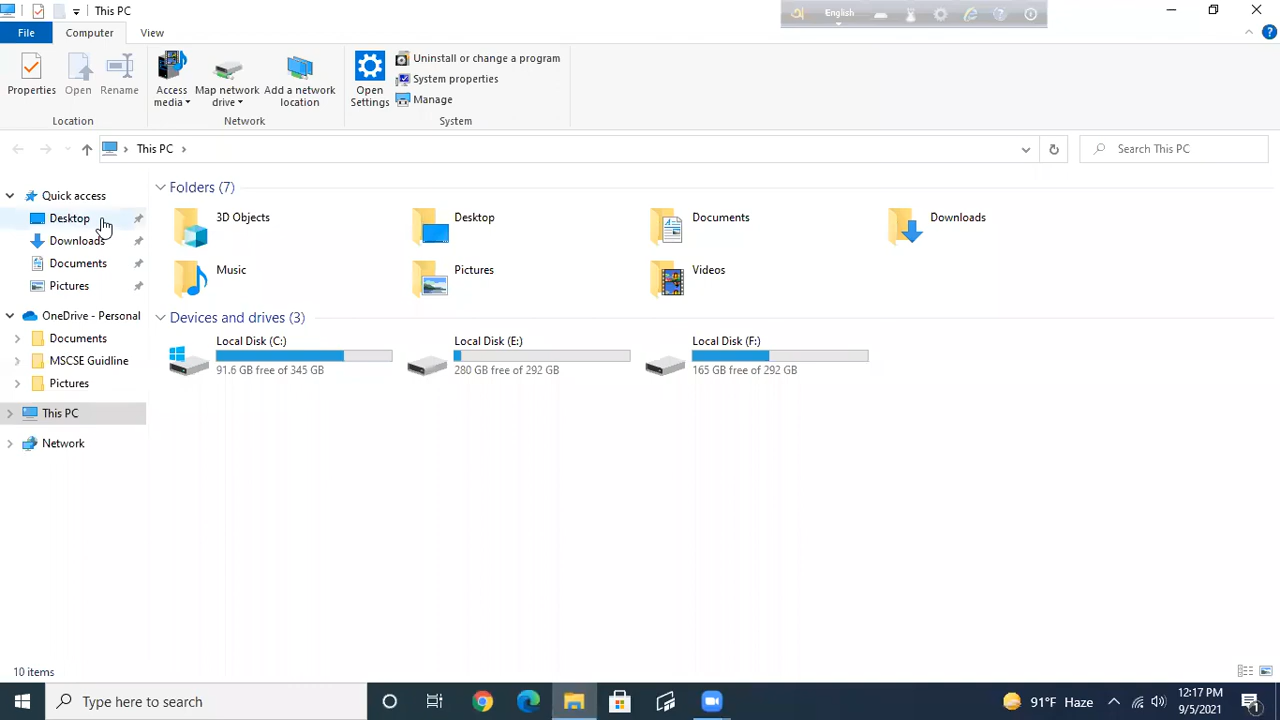 This PC
অ English
File Computer View
Properties Open Rename Access media Map network drive Add a network location Open Settings
Uninstall or change a program
System properties
Manage
Location Network System
This PC
Search This PC
Quick access
Desktop
Downloads
Documents
Pictures
OneDrive - Personal
Documents
MSCSE Guidline
Pictures
This PC
Network
Folders (7)
3D Objects Desktop Documents Downloads
Music Pictures Videos
Devices and drives (3)
Local Disk (C:) Local Disk (E:) Local Disk (F:)
91.6 GB free of 345 GB 280 GB free of 292 GB 165 GB free of 292 GB
10 items
Type here to search
91°F Haze
12:17 PM
9/5/2021
1